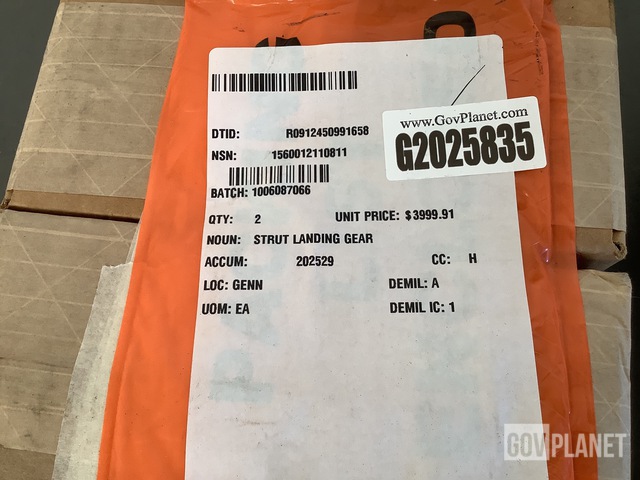 DTID: R0912450991658
www.GovPlanet.com
G2025835
NSN: 1560012110811
BATCH: 1006087066
QTY: 2 UNIT PRICE: $3999.91
NOUN: STRUT LANDING GEAR
ACCUM: 202529 CC: H
LOC: GENN DEMIL: A
UOM: EA DEMIL IC: 1
GOVPLANET